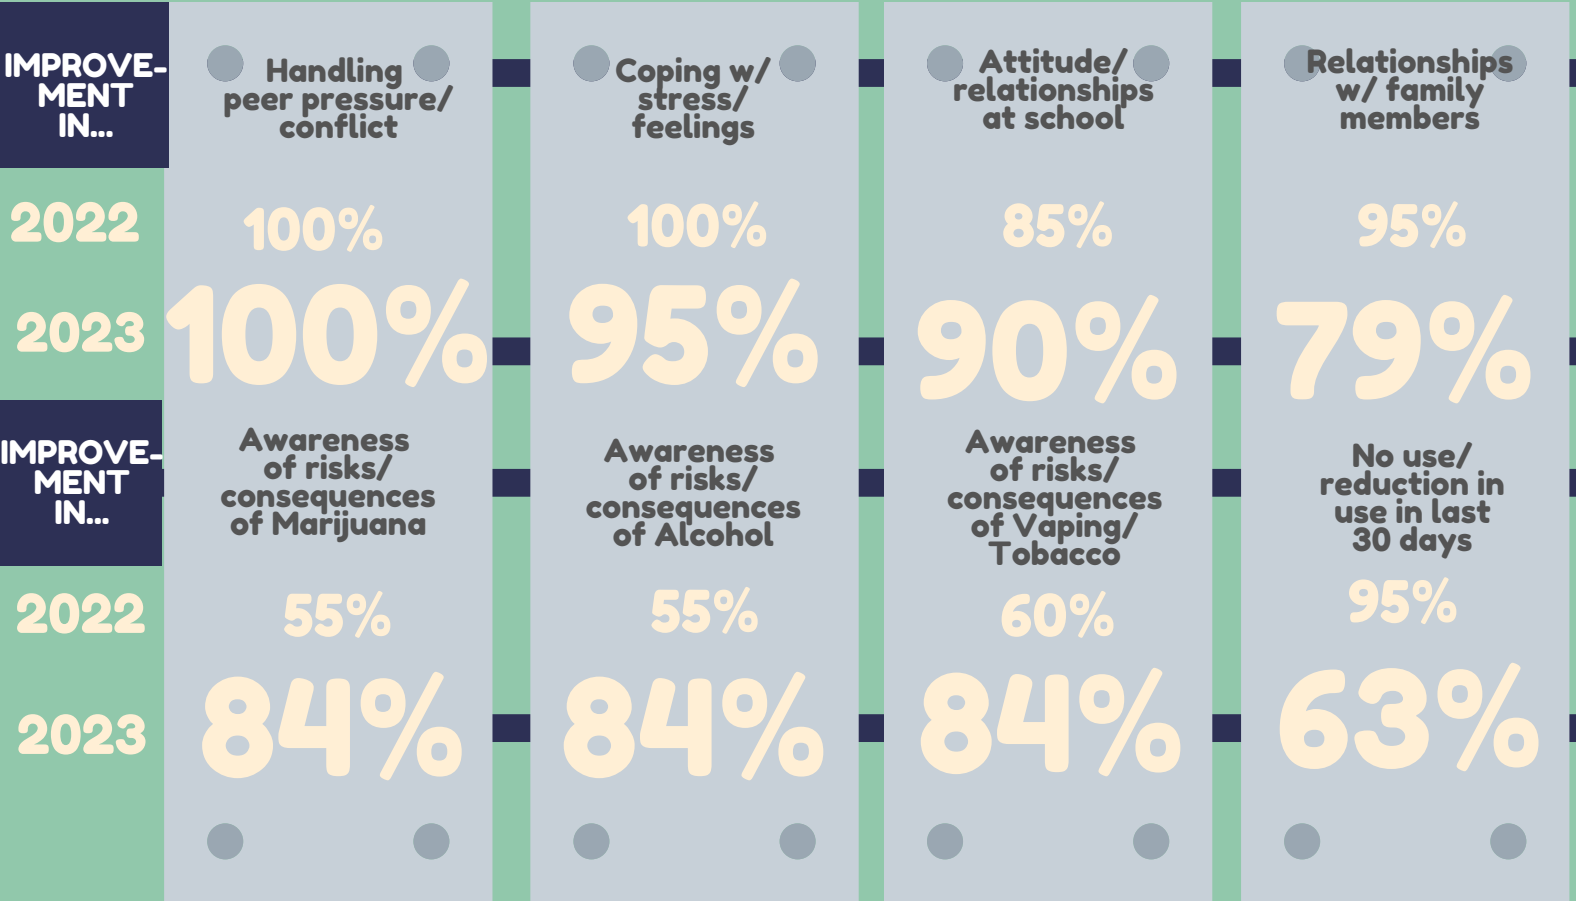 IMPROVE-
MENT
IN...
Handling
peer pressure/
conflict
Coping w/
stress/
feelings
Attitude/
relationships
at school
Relationships
w/ family
members
2022
100%
100%
85%
95%
2023
100%
95%
90%
79%
IMPROVE-
MENT
IN...
Awareness
of risks/
consequences
of Marijuana
Awareness
of risks/
consequences
of Alcohol
Awareness
of risks/
consequences
of Vaping/
Tobacco
No use/
reduction in
use in last
30 days
2022
55%
55%
60%
95%
2023
84%
84%
84%
63%